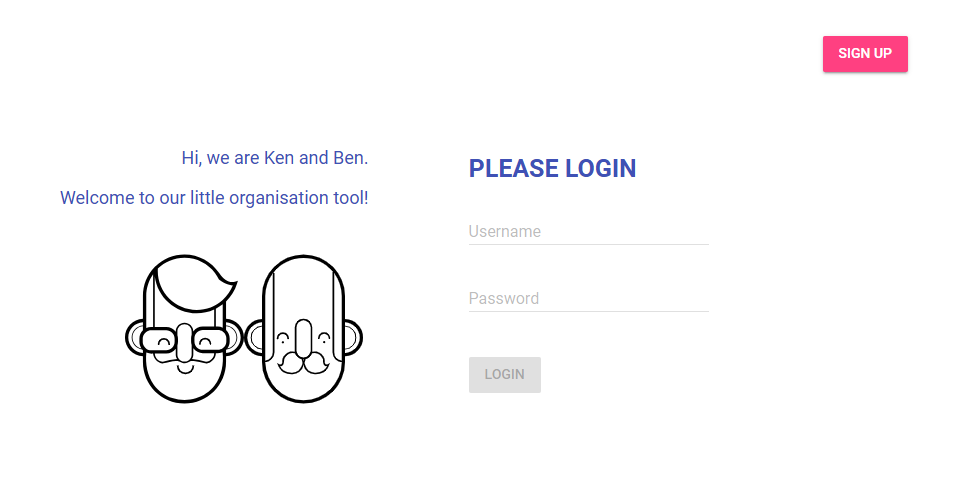 SIGN UP
Hi, we are Ken and Ben.
Welcome to our little organisation tool!
PLEASE LOGIN
Username
Password
LOGIN